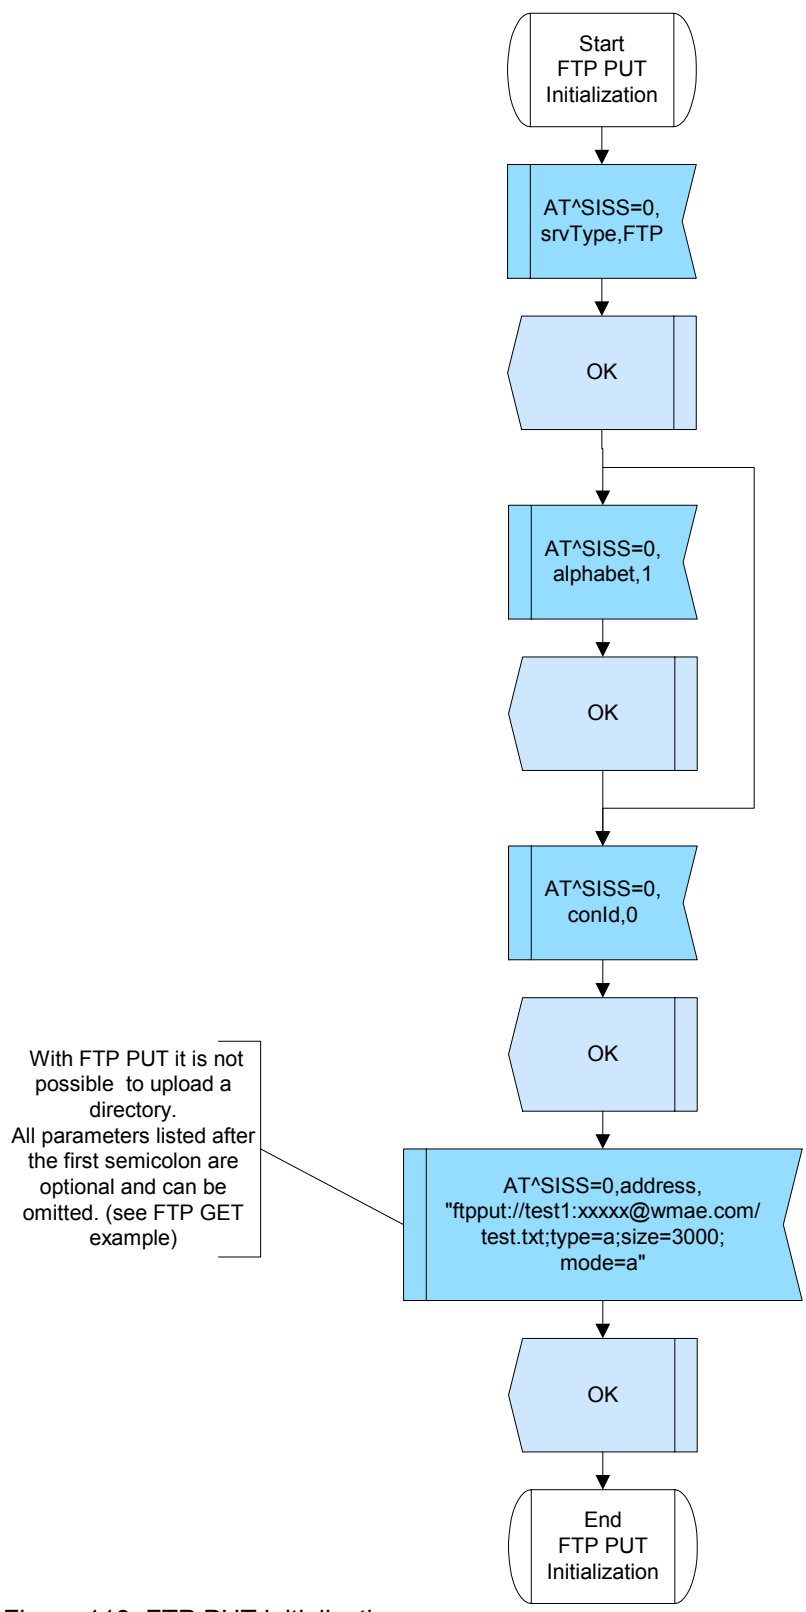 Start
FTP PUT
Initialization
AT^SISS=0,
srvType,FTP
OK
AT^SISS=0,
alphabet,1
OK
AT^SISS=0,
conId,0
OK
With FTP PUT it is not
possible to upload a
directory.
All parameters listed after
the first semicolon are
optional and can be
omitted. (see FTP GET
example)
AT^SISS=0,address,
"ftpput://test1:xxxxx@wmae.com/
test.txt;type=a;size=3000;
mode=a"
OK
End
FTP PUT
Initialization
FTP PUT